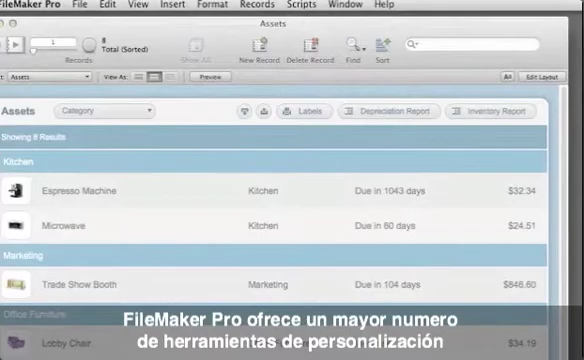 FileMaker Pro File Edit View Insert Format Records Scripts Window Help
Assets
1
8
Total (Sorted)
Records Show All New Record Delete Record Find Sort
Assets View As: Preview Aa Edit Layout
Assets Category Labels Depreciation Report Inventory Report
Showing 8 Results
Kitchen
Espresso Machine Kitchen Due in 1043 days $32.34
Microwave Kitchen Due in 60 days $24.51
Marketing
Trade Show Booth Marketing Due in 104 days $846.60
Office Furniture
FileMaker Pro ofrece un mayor numero
de herramientas de personalización
Lobby Chair $34.19